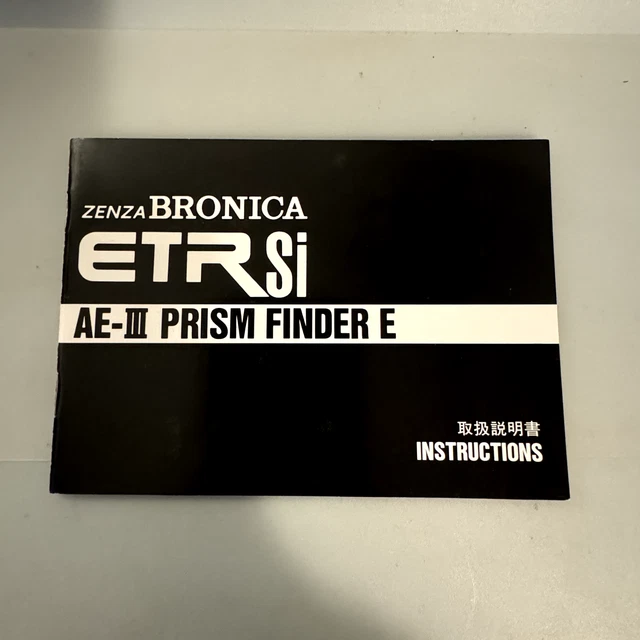 ZENZA BRONICA
ETRSi
AE-III PRISM FINDER E
取扱説明書
INSTRUCTIONS